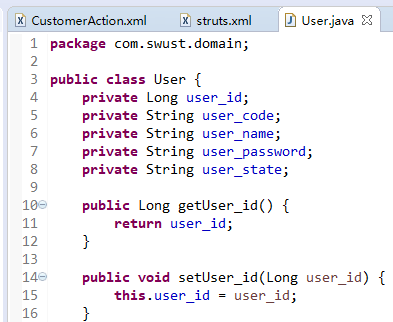 CustomerAction.xml struts.xml User.java
1 package com.swust.domain;
2
3 public class User {
4 private Long user_id;
5 private String user_code;
6 private String user_name;
7 private String user_password;
8 private String user_state;
9
10 public Long getUser_id() {
11 return user_id;
12 }
13
14 public void setUser_id(Long user_id) {
15 this.user_id = user_id;
16 }